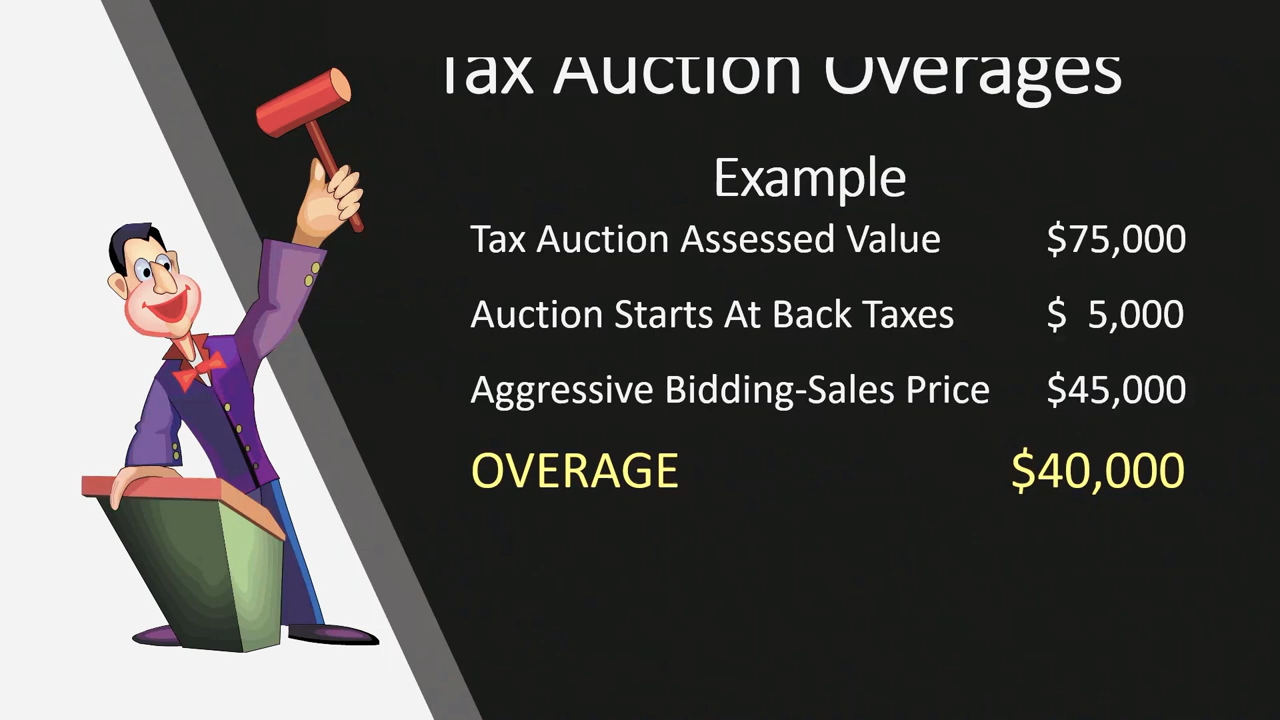 Tax Auction Overages
Example
Tax Auction Assessed Value $75,000
Auction Starts At Back Taxes $ 5,000
Aggressive Bidding-Sales Price $45,000
OVERAGE $40,000